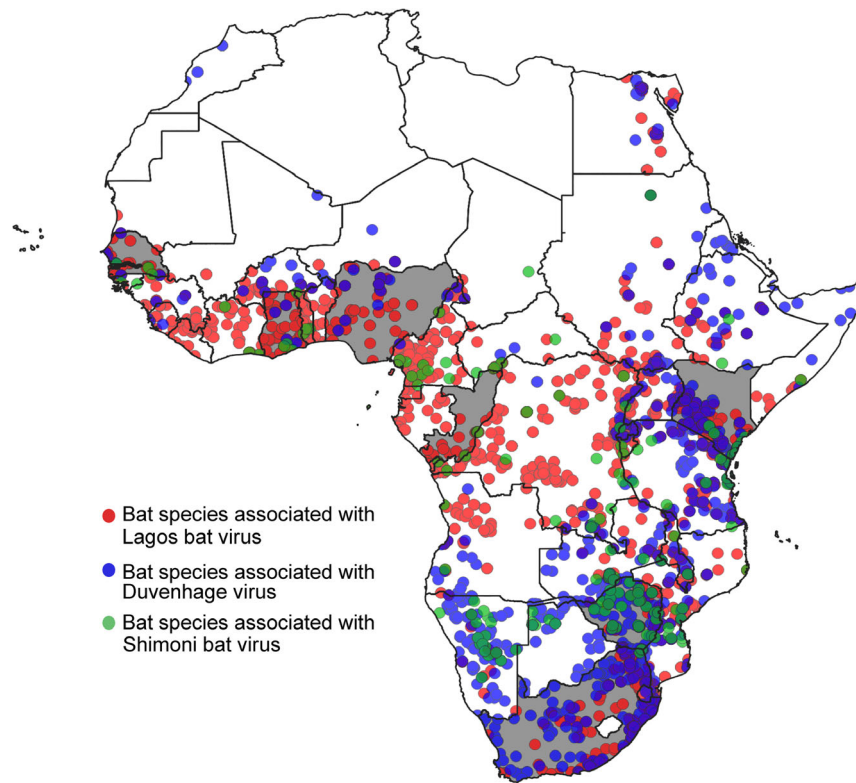 Bat species associated with
Lagos bat virus
Bat species associated with
Duvenhage virus
Bat species associated with
Shimoni bat virus